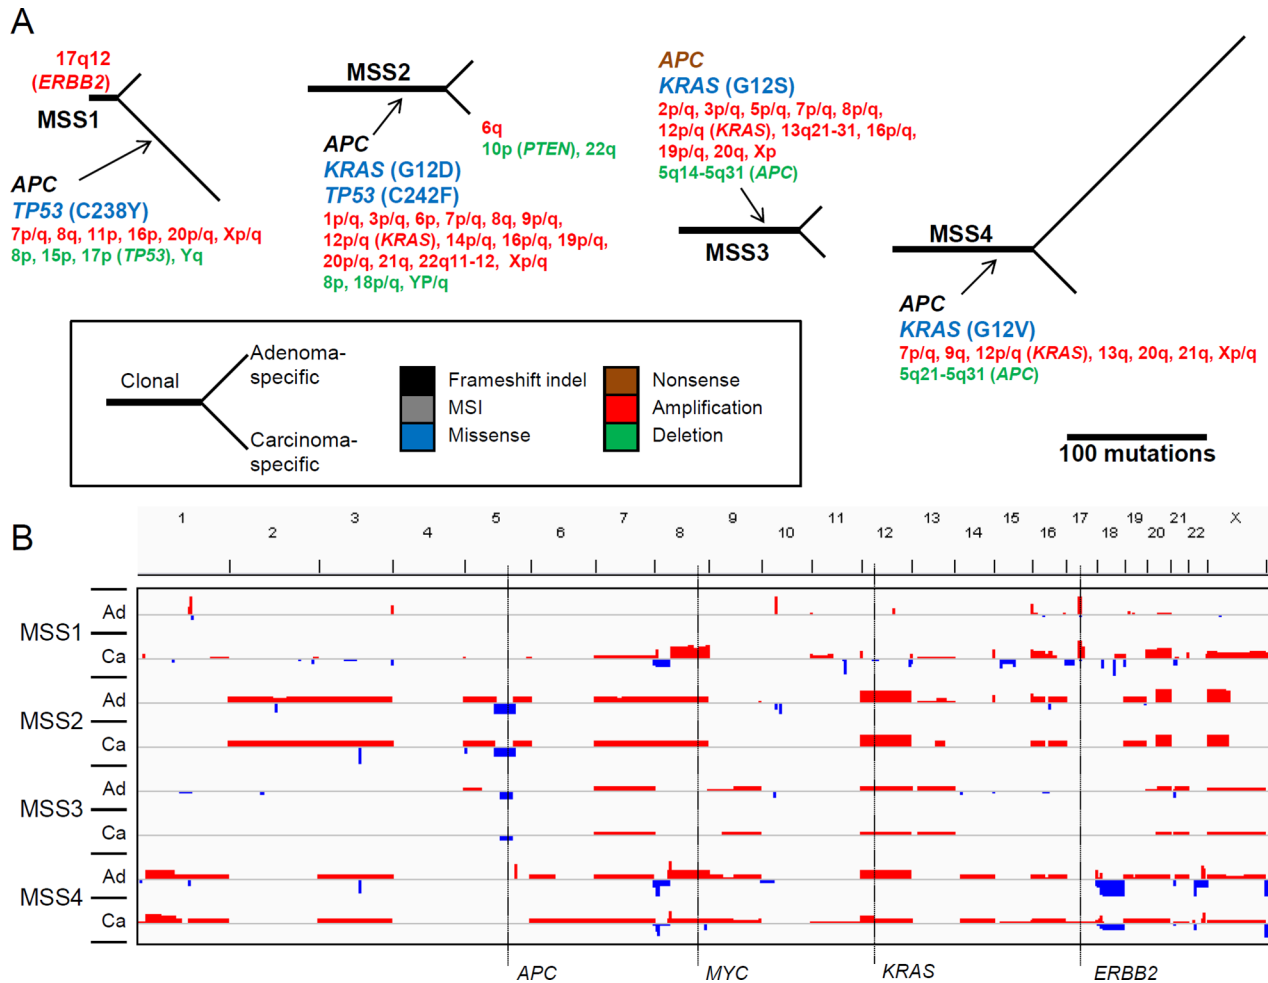 A
17q12
(ERBB2)
MSS1
APC
TP53 (C238Y)
7p/q, 8q, 11p, 16p, 20p/q, Xp/q
8p, 15p, 17p (TP53), Yq
MSS2
6q
10p (PTEN), 22q
APC
KRAS (G12D)
TP53 (C242F)
1p/q, 3p/q, 6p, 7p/q, 8q, 9p/q,
12p/q (KRAS), 14p/q, 16p/q, 19p/q,
20p/q, 21q, 22q11-12, Xp/q
8p, 18p/q, YP/q
APC
KRAS (G12S)
2p/q, 3p/q, 5p/q, 7p/q, 8p/q,
12p/q (KRAS), 13q21-31, 16p/q,
19p/q, 20q, Xp
5q14-5q31 (APC)
MSS3
MSS4
APC
KRAS (G12V)
7p/q, 9q, 12p/q (KRAS), 13q, 20q, 21q, Xp/q
5q21-5q31 (APC)
100 mutations
Clonal
Adenoma-
specific
Carcinoma-
specific
Frameshift indel
MSI
Missense
Nonsense
Amplification
Deletion
B
1 2 3 4 5 6 7 8 9 10 11 12 13 15 16 17 18 19 20 21 22 X
MSS1
Ad
Ca
MSS2
Ad
Ca
MSS3
Ad
Ca
MSS4
Ad
Ca
APC
MYC
KRAS
ERBB2